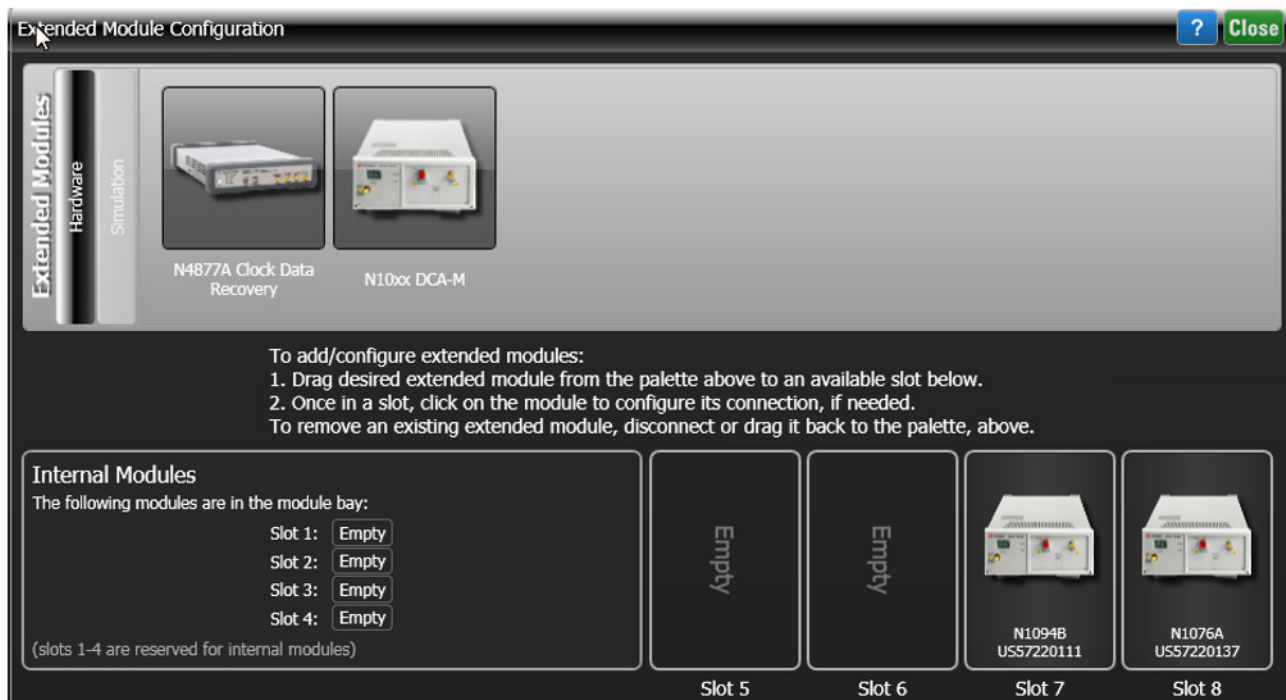 Extended Module Configuration
?
Close
Extended Modules
Hardware
Simulation
N4877A Clock Data
Recovery
N10xx DCA-M
To add/configure extended modules:
1. Drag desired extended module from the palette above to an available slot below.
2. Once in a slot, click on the module to configure its connection, if needed.
To remove an existing extended module, disconnect or drag it back to the palette, above.
Internal Modules
The following modules are in the module bay:
Slot 1: Empty
Slot 2: Empty
Slot 3: Empty
Slot 4: Empty
(slots 1-4 are reserved for internal modules)
Empty
Slot 5
Empty
Slot 6
N1094B
US57220111
Slot 7
N1076A
US57220137
Slot 8